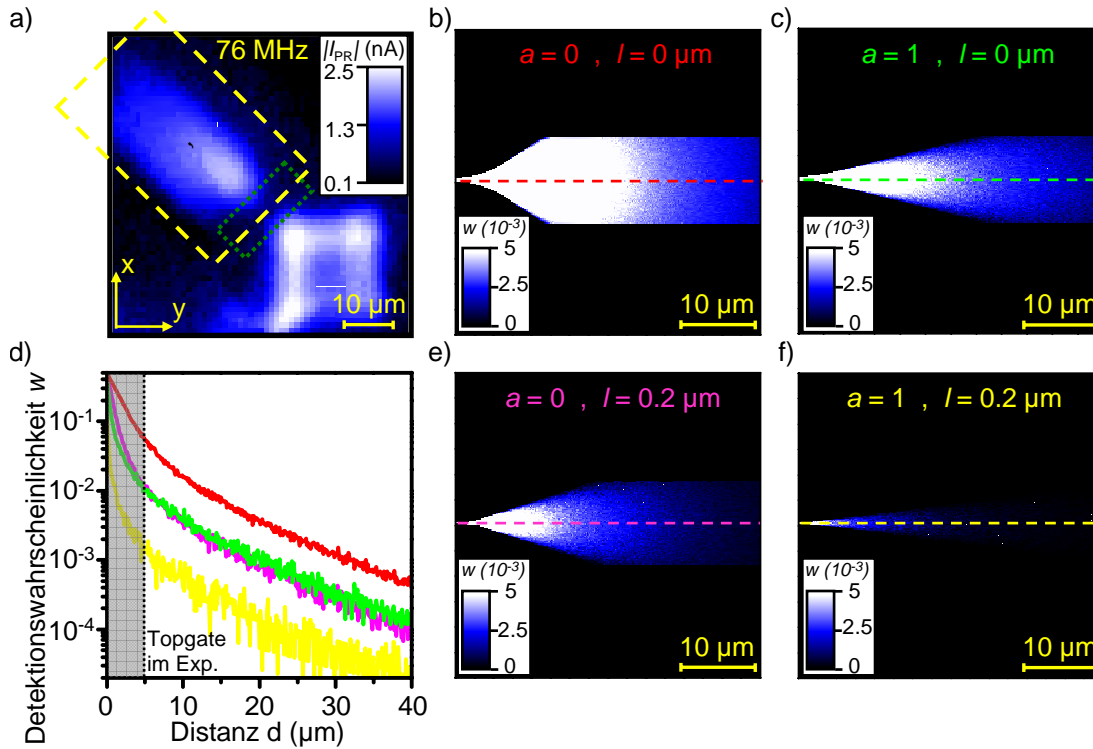 a)
76 MHz
|I_PR| (nA)
2.5
1.3
0.1
x
y
10 µm
b)
a = 0 , l = 0 µm
w (10⁻³)
5
2.5
0
10 µm
c)
a = 1 , l = 0 µm
w (10⁻³)
5
2.5
0
10 µm
d)
Detektionswahrscheinlichkeit w
10⁻¹
10⁻²
10⁻³
10⁻⁴
Topgate
im Exp.
0 10 20 30 40
Distanz d (µm)
e)
a = 0 , l = 0.2 µm
w (10⁻³)
5
2.5
0
10 µm
f)
a = 1 , l = 0.2 µm
w (10⁻³)
5
2.5
0
10 µm